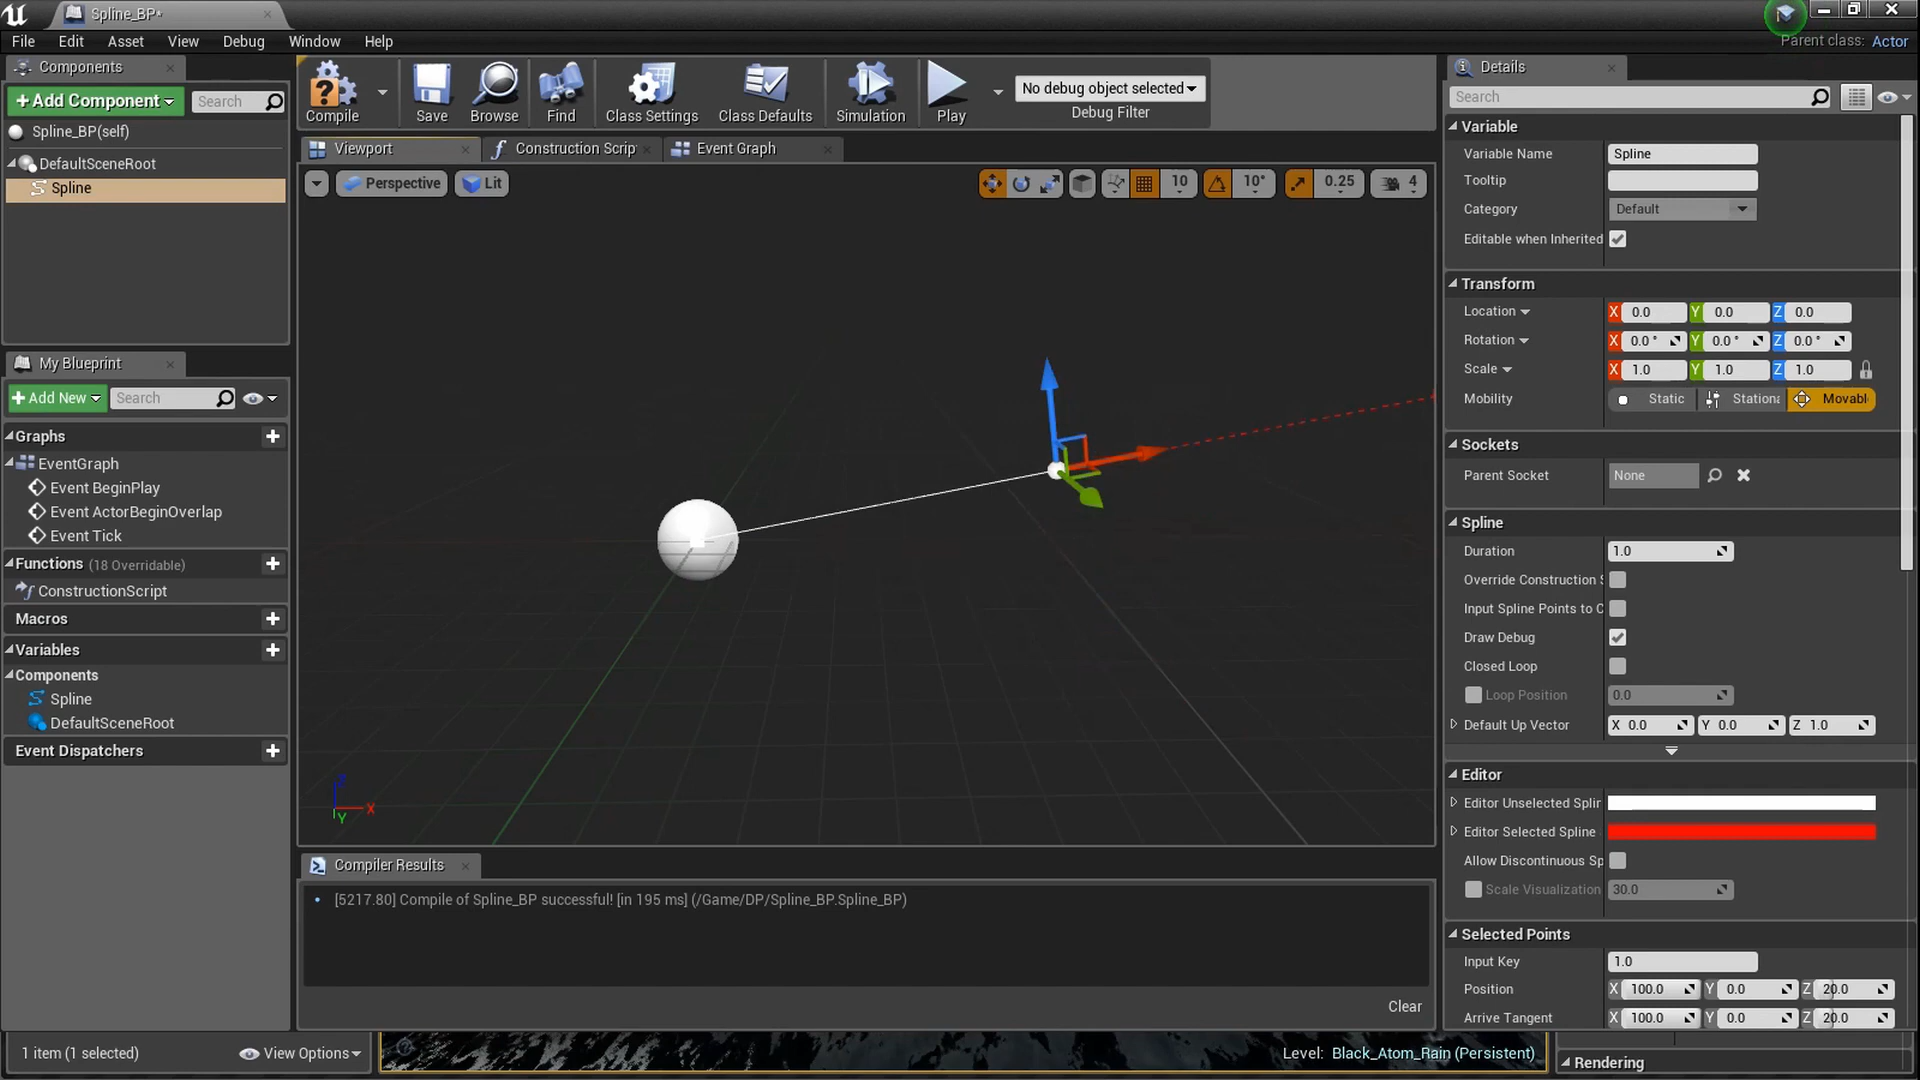 Spline_BP*
File Edit Asset View Debug Window Help
Parent class: Actor
Components
Add Component
Search
Spline_BP(self)
DefaultSceneRoot
Spline
My Blueprint
Add New
Search
Graphs
EventGraph
Event BeginPlay
Event ActorBeginOverlap
Event Tick
Functions (18 Overridable)
ConstructionScript
Macros
Variables
Components
Spline
DefaultSceneRoot
Event Dispatchers
1 item (1 selected)
View Options
Compile
Save
Browse
Find
Class Settings
Class Defaults
Simulation
Play
No debug object selected
Debug Filter
Viewport
Construction Scrip
Event Graph
Perspective
Lit
10
10°
0.25
4
Z
X
Y
Compiler Results
[5217.80] Compile of Spline_BP successful! [in 195 ms] (/Game/DP/Spline_BP.Spline_BP)
Clear
Level: Black_Atom_Rain (Persistent)
Details
Search
Variable
Variable Name Spline
Tooltip
Category Default
Editable when Inherited
Transform
Location X 0.0 Y 0.0 Z 0.0
Rotation X 0.0 ° Y 0.0 ° Z 0.0 °
Scale X 1.0 Y 1.0 Z 1.0
Mobility Static Stationa Movabl
Sockets
Parent Socket None
Spline
Duration 1.0
Override Construction S
Input Spline Points to C
Draw Debug
Closed Loop
Loop Position 0.0
Default Up Vector X 0.0 Y 0.0 Z 1.0
Editor
Editor Unselected Splin
Editor Selected Spline
Allow Discontinuous Sp
Scale Visualization 30.0
Selected Points
Input Key 1.0
Position X 100.0 Y 0.0 Z 20.0
Arrive Tangent X 100.0 Y 0.0 Z 20.0
Rendering